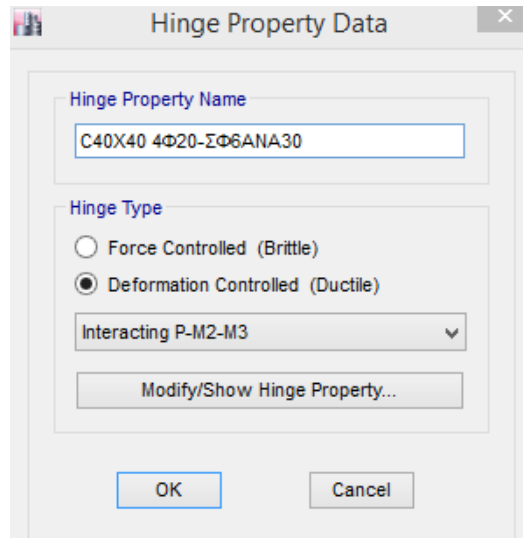 Hinge Property Data
Hinge Property Name
C40X40 4Φ20-ΣΦ6ANA30
Hinge Type
Force Controlled (Brittle)
Deformation Controlled (Ductile)
Interacting P-M2-M3
Modify/Show Hinge Property...
OK Cancel